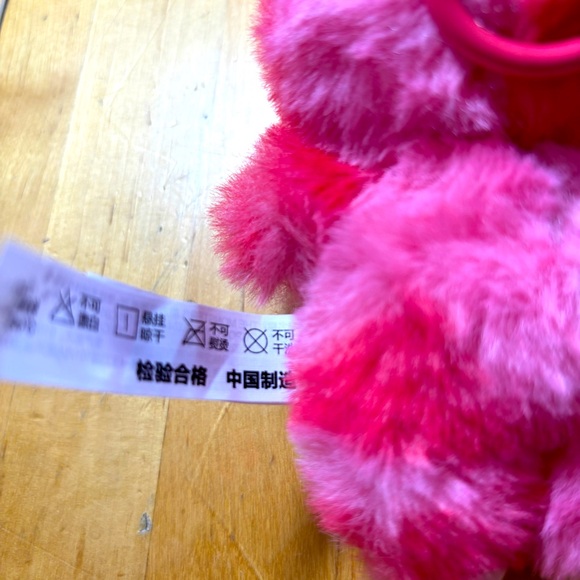 不可漂白
悬挂晾干
不可熨烫
不可干
检验合格 中国制造